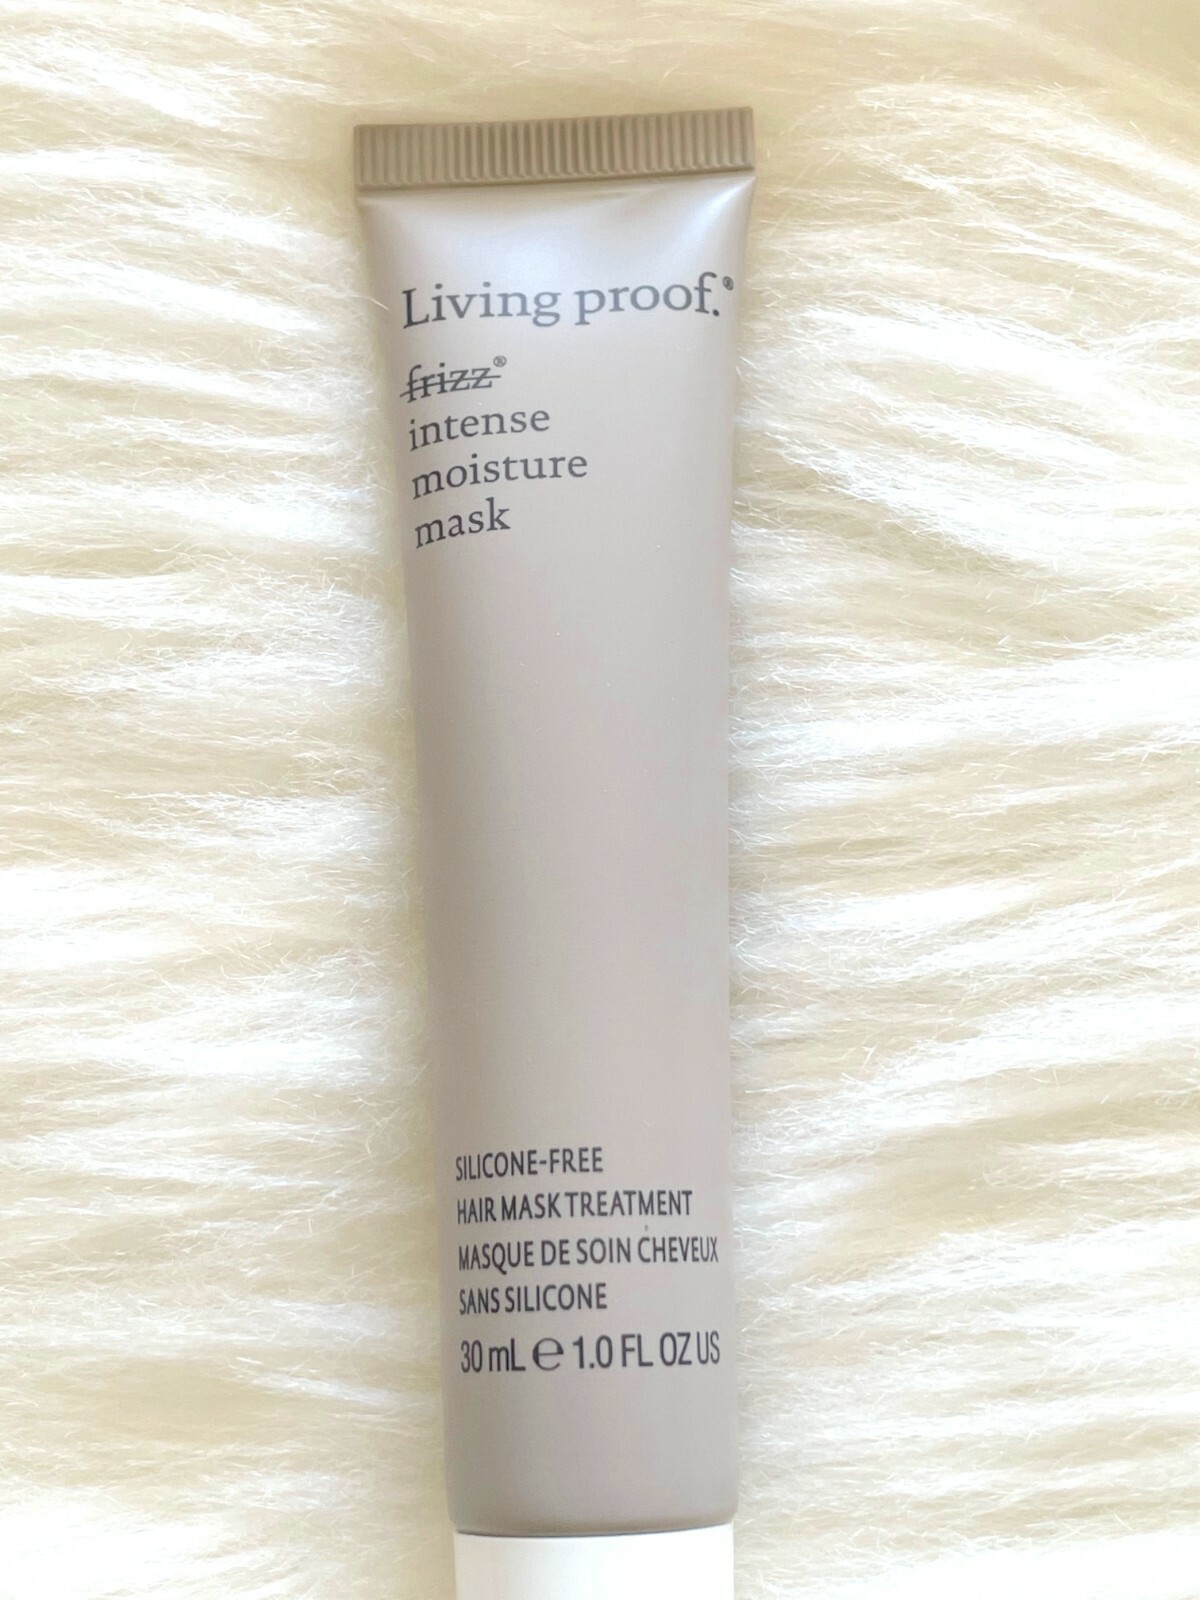 Living proof.®
~~frizz~~®
intense
moisture
mask
SILICONE-FREE
HAIR MASK TREATMENT
MASQUE DE SOIN CHEVEUX
SANS SILICONE
30 mL ℮ 1.0 FL OZ US